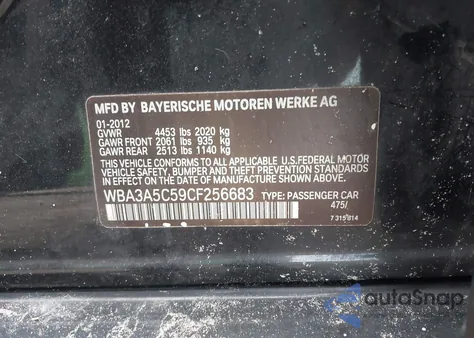 MFD BY BAYERISCHE MOTOREN WERKE AG
01-2012
GVWR 4453 lbs 2020 kg
GAWR FRONT 2061 lbs 935 kg
GAWR REAR 2513 lbs 1140 kg
THIS VEHICLE CONFORMS TO ALL APPLICABLE U.S.FEDERAL MOTOR
VEHICLE SAFETY, BUMPER, AND THEFT PREVENTION STANDARDS
IN EFFECT ON THE DATE OF MANUFACTURE SHOWN ABOVE.
WBA3A5C59CF256683 TYPE: PASSENGER CAR
475/
7 315 814
autoSnap